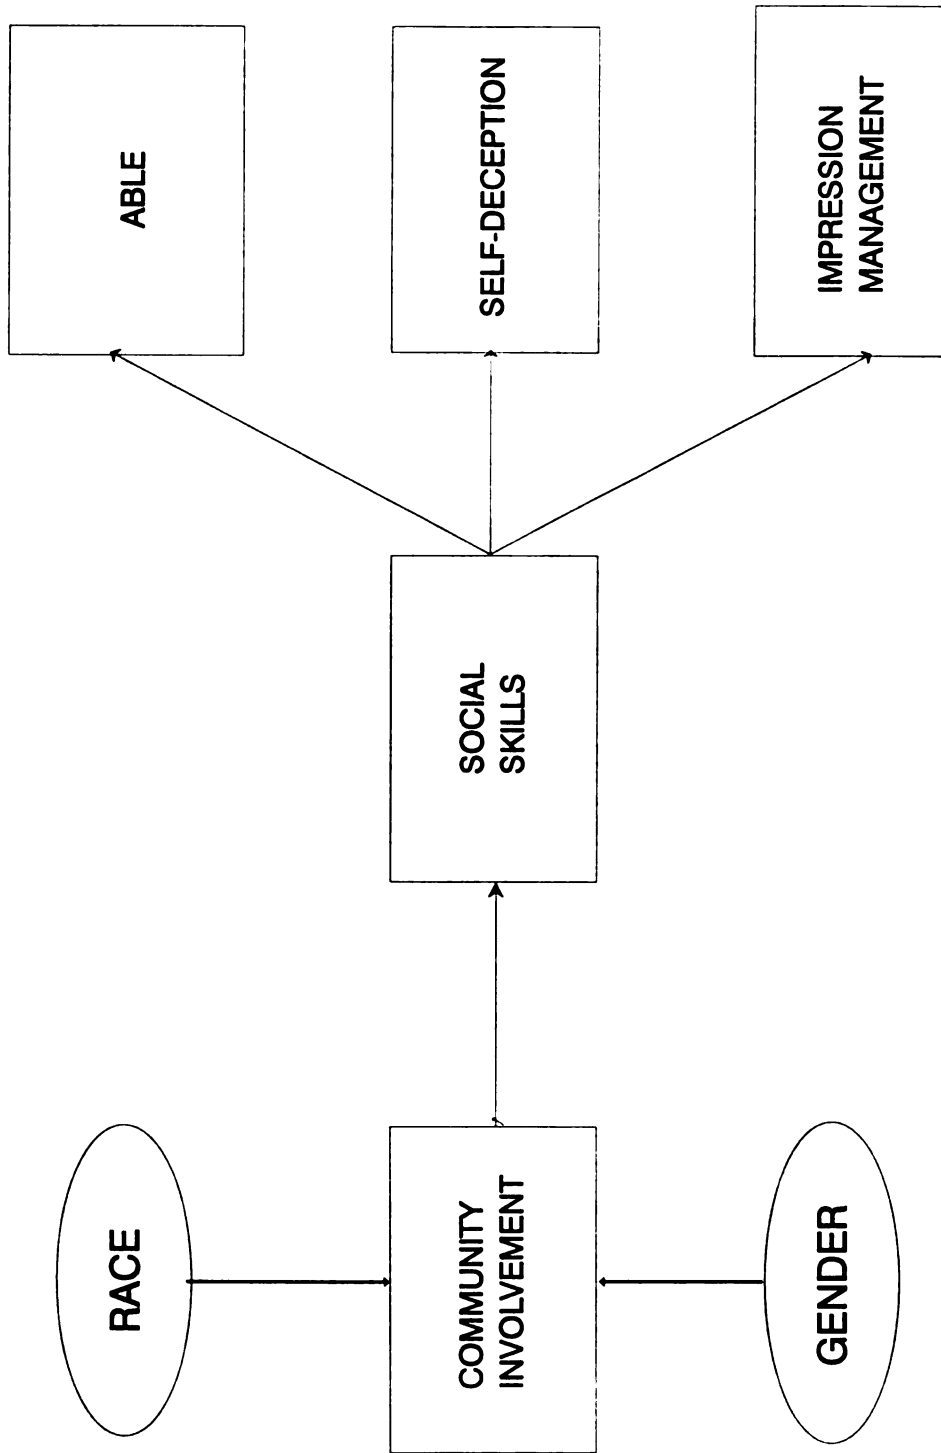 RACE
COMMUNITY
INVOLVEMENT
GENDER
SOCIAL
SKILLS
ABLE
SELF-DECEPTION
IMPRESSION
MANAGEMENT